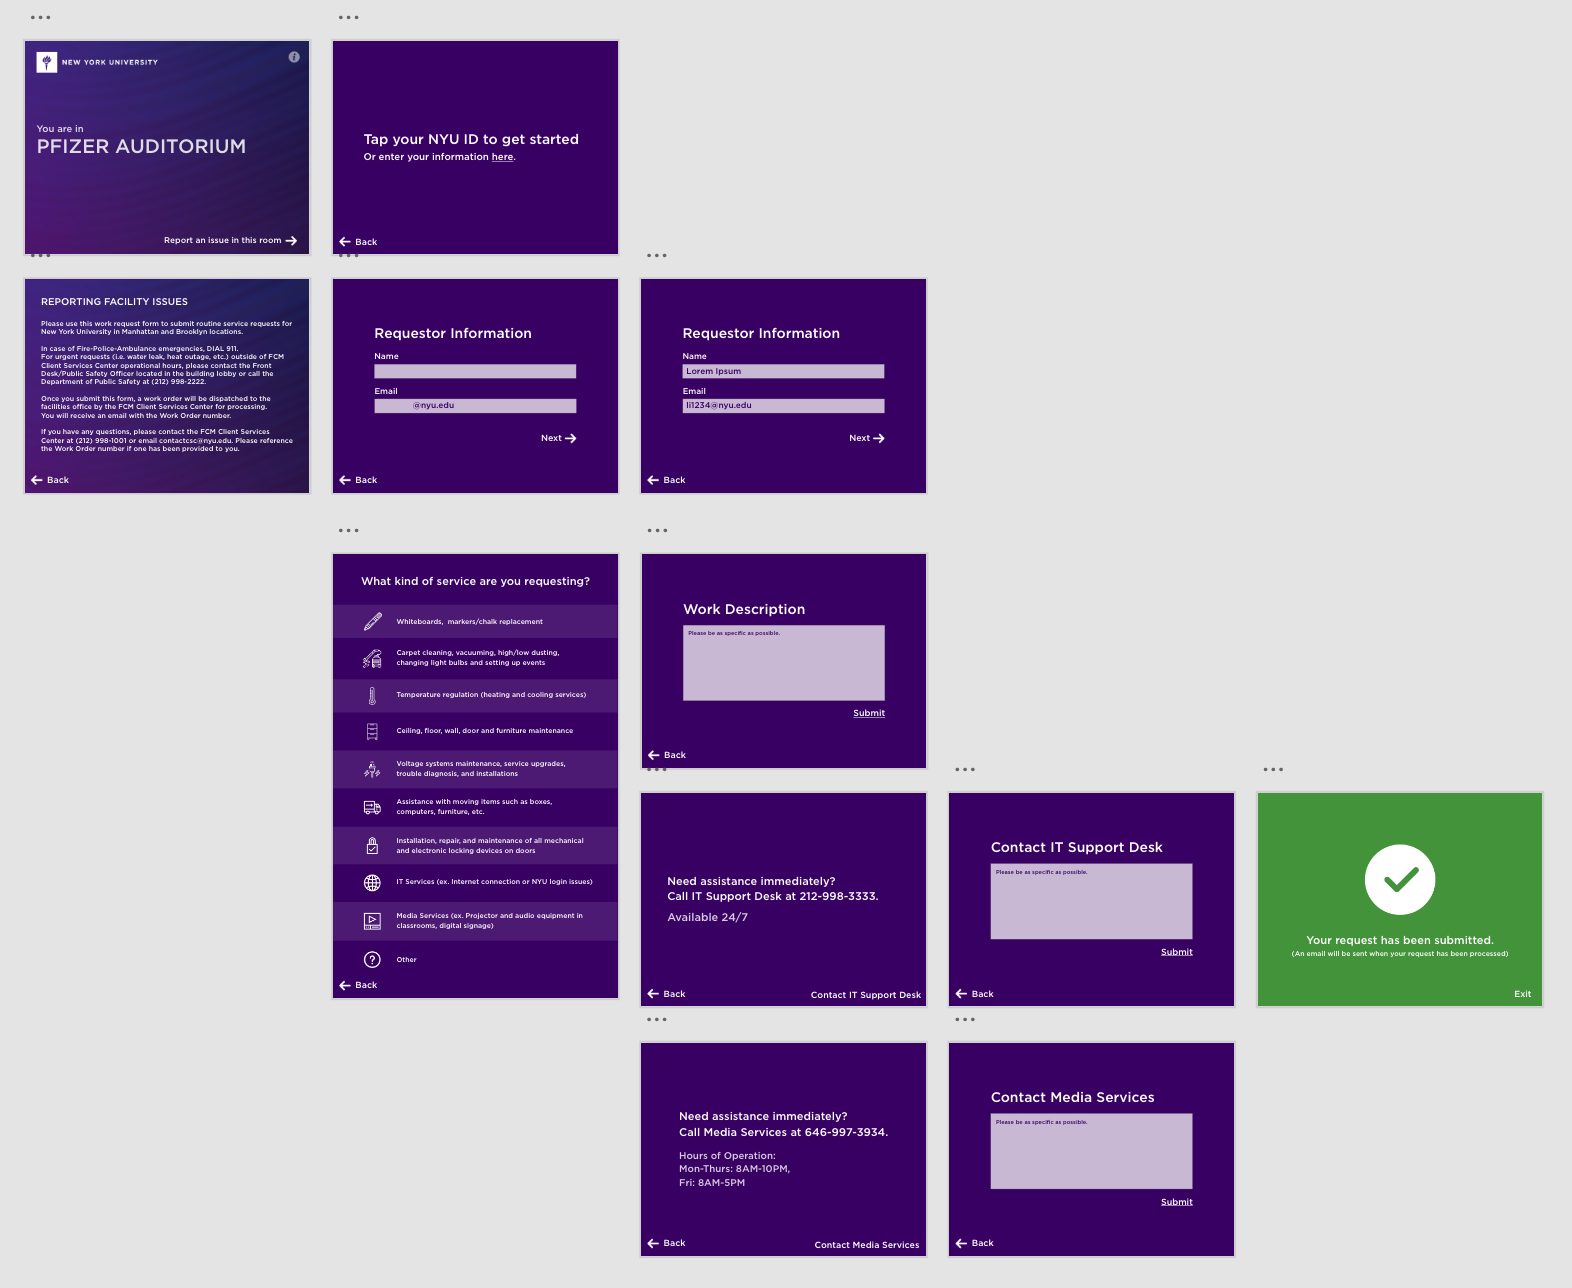 NEW YORK UNIVERSITY
i
You are in
PFIZER AUDITORIUM
Report an issue in this room
Tap your NYU ID to get started
Or enter your information here.
Back
REPORTING FACILITY ISSUES
Please use this work request form to submit routine service requests for
New York University in Manhattan and Brooklyn locations.
In case of Fire-Police-Ambulance emergencies, DIAL 911.
For urgent requests (i.e. water leak, heat outage, etc.) outside of FCM
Client Services Center operational hours, please contact the Front
Desk/Public Safety Officer located in the building lobby or call the
Department of Public Safety at (212) 998-2222.
Once you submit this form, a work order will be dispatched to the
facilities office by the FCM Client Services Center for processing.
You will receive an email with the Work Order number.
If you have any questions, please contact the FCM Client Services
Center at (212) 998-1001 or email contactcsc@nyu.edu. Please reference
the Work Order number if one has been provided to you.
Back
Requestor Information
Name
Email
@nyu.edu
Next
Back
Requestor Information
Name
Lorem Ipsum
Email
li1234@nyu.edu
Next
Back
What kind of service are you requesting?
Whiteboards, markers/chalk replacement
Carpet cleaning, vacuuming, high/low dusting,
changing light bulbs and setting up events
Temperature regulation (heating and cooling services)
Ceiling, floor, wall, door and furniture maintenance
Voltage systems maintenance, service upgrades,
trouble diagnosis, and installations
Assistance with moving items such as boxes,
computers, furniture, etc.
Installation, repair, and maintenance of all mechanical
and electronic locking devices on doors
IT Services (ex. Internet connection or NYU login issues)
Media Services (ex. Projector and audio equipment in
classrooms, digital signage)
?
Other
Back
Work Description
Please be as specific as possible.
Submit
Back
Need assistance immediately?
Call IT Support Desk at 212-998-3333.
Available 24/7
Back
Contact IT Support Desk
Contact IT Support Desk
Please be as specific as possible.
Submit
Back
Your request has been submitted.
(An email will be sent when your request has been processed)
Exit
Need assistance immediately?
Call Media Services at 646-997-3934.
Hours of Operation:
Mon-Thurs: 8AM-10PM,
Fri: 8AM-5PM
Back
Contact Media Services
Contact Media Services
Please be as specific as possible.
Submit
Back